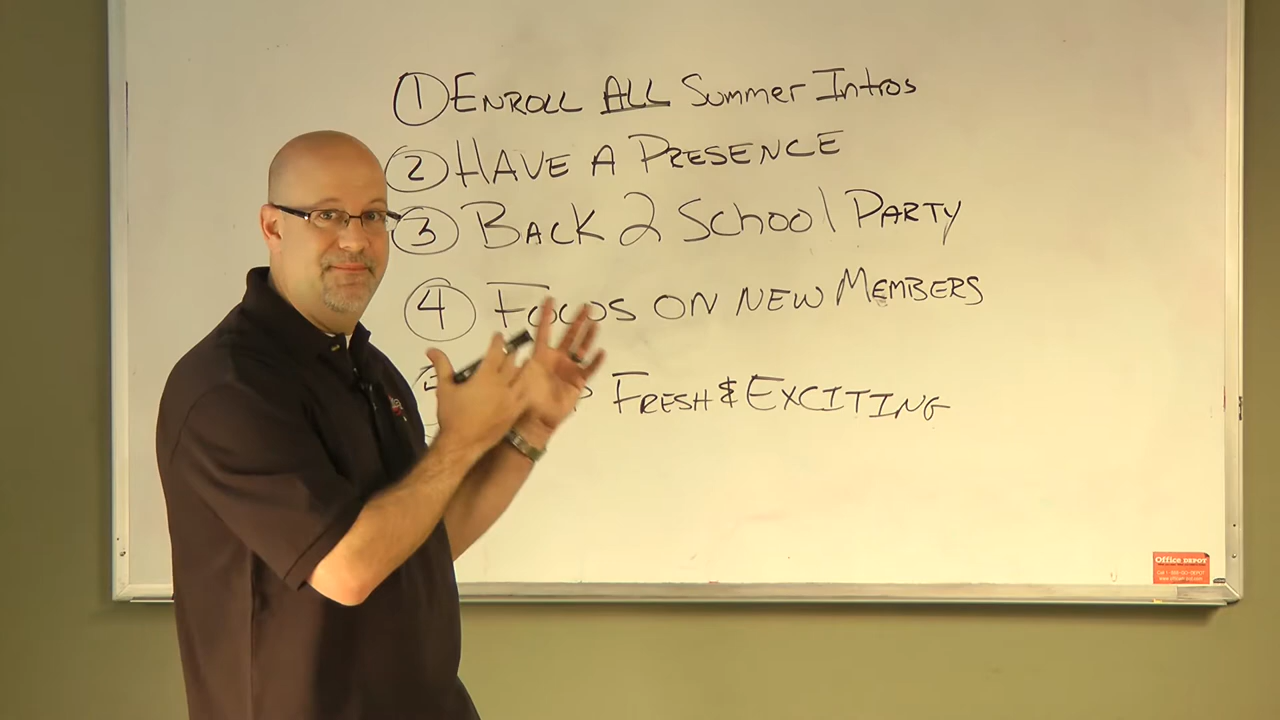 1 ENROLL ALL Summer Intros
2 HAVE A PRESENCE
3 BACK 2 SCHOOL PARTY
4 FOCUS ON NEW MEMBERS
FRESH & EXCITING
Office DEPOT